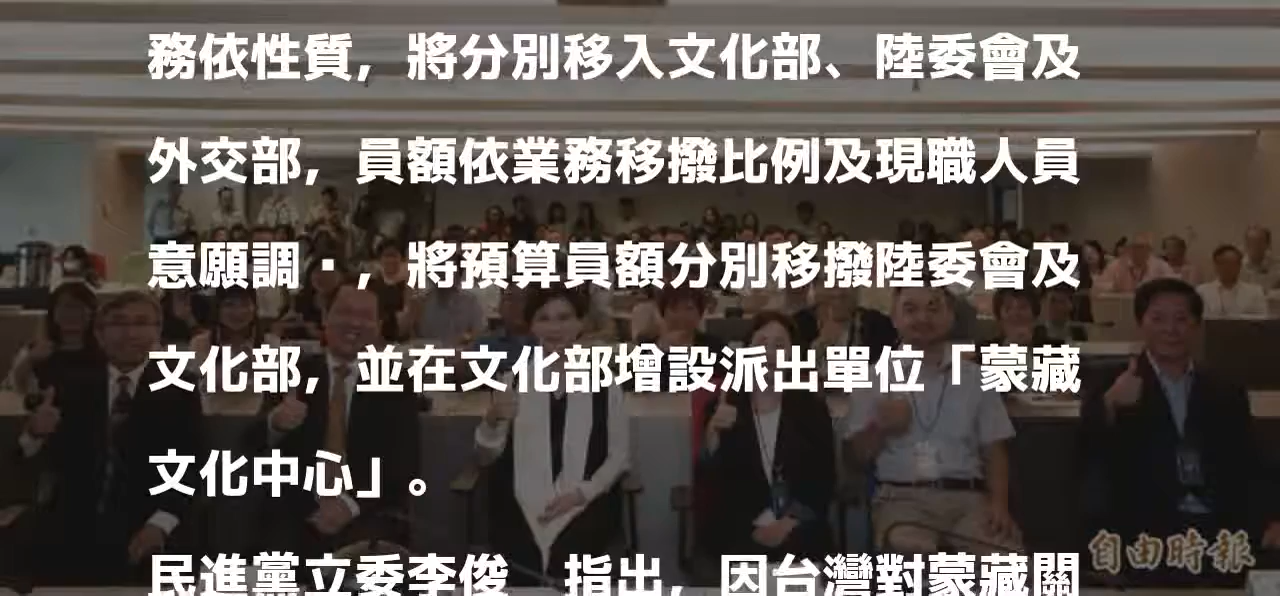 務依性質，將分別移入文化部、陸委會及
外交部，員額依業務移撥比例及現職人員
意願調▪，將預算員額分別移撥陸委會及
文化部，並在文化部增設派出單位「蒙藏
文化中心」。
民進黨立委李俊　指出，因台灣對蒙藏關
自由時報